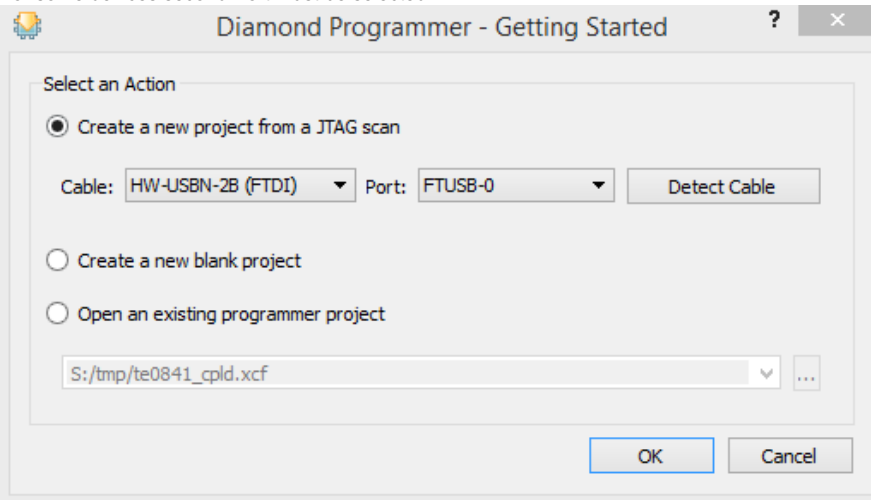 Diamond Programmer - Getting Started ? ×
Select an Action
Create a new project from a JTAG scan
Cable: HW-USBN-2B (FTDI) Port: FTUSB-0 Detect Cable
Create a new blank project
Open an existing programmer project
S:/tmp/te0841_cpld.xcf ...
OK Cancel